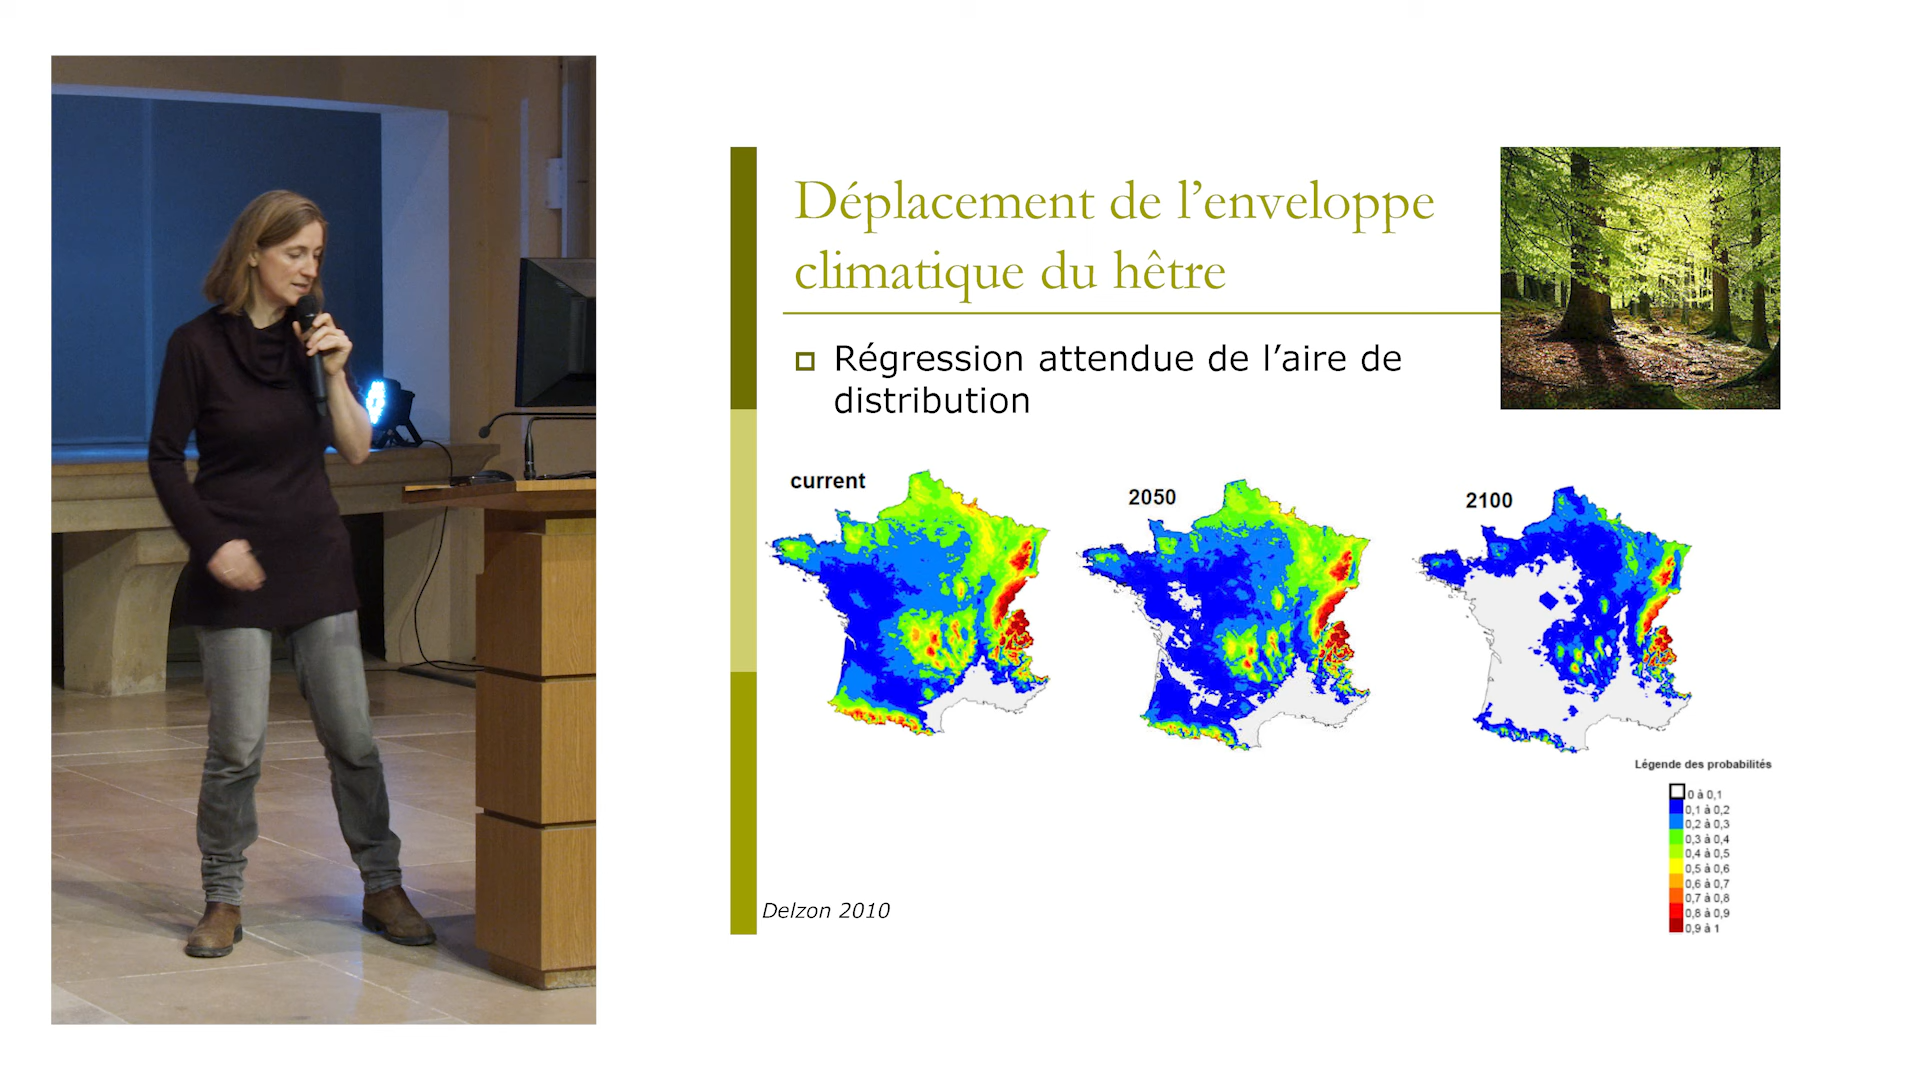 Déplacement de l’enveloppe
climatique du hêtre
Régression attendue de l’aire de
distribution
current
2050
2100
Légende des probabilités
0 à 0,1
0,1 à 0,2
0,2 à 0,3
0,3 à 0,4
0,4 à 0,5
0,5 à 0,6
0,6 à 0,7
0,7 à 0,8
0,8 à 0,9
0,9 à 1
Delzon 2010